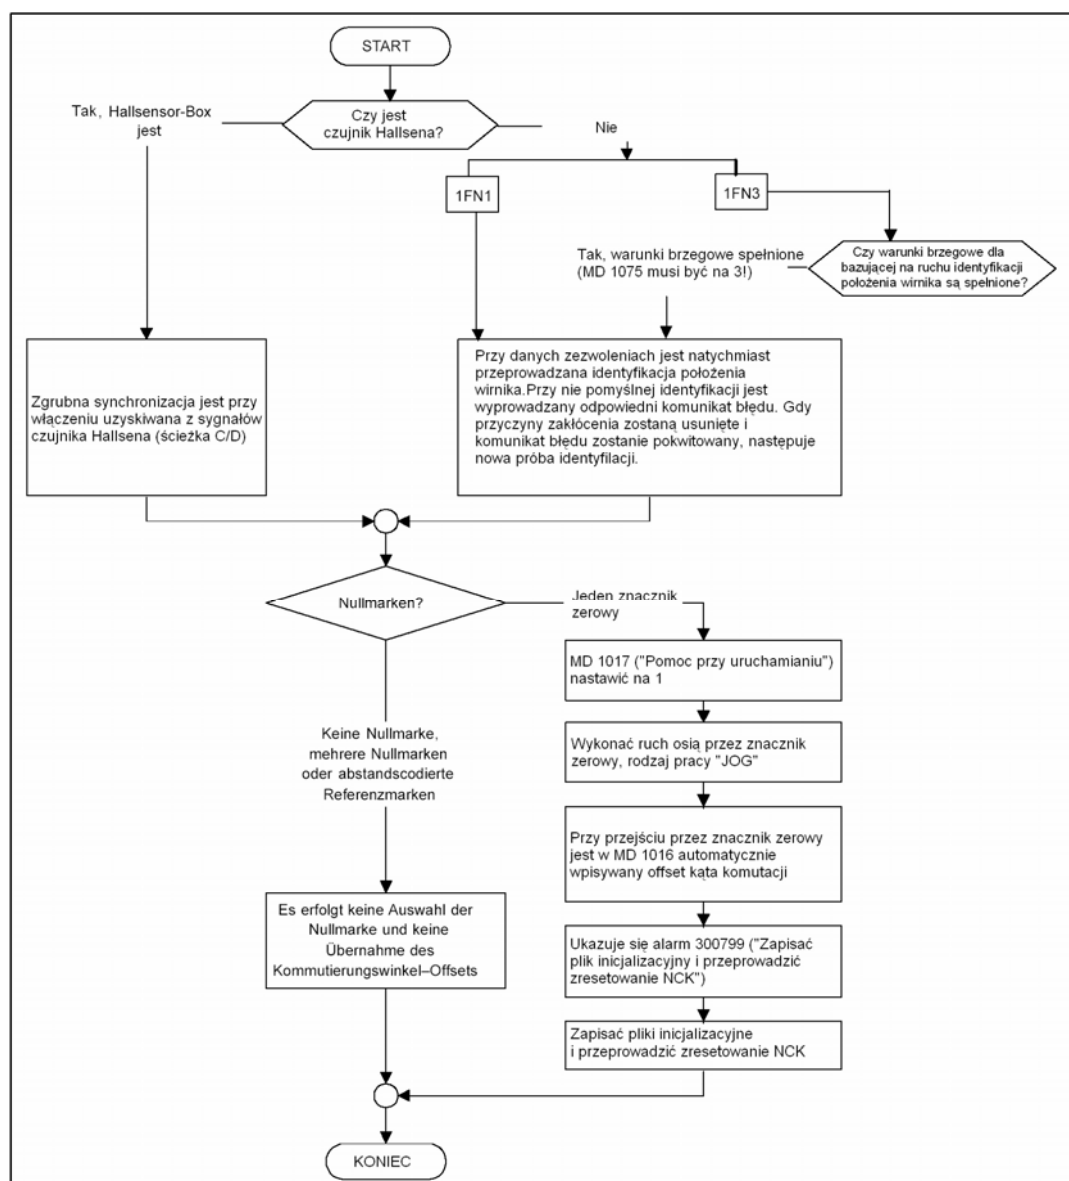 START
Czy jest
czujnik Hallsena?
Tak, Hallsensor-Box
jest
Nie
1FN1
1FN3
Tak, warunki brzegowe spełnione
(MD 1075 musi być na 3!)
Czy warunki brzegowe dla
bazującej na ruchu identyfikacji
położenia wirnika są spełnione?
Zgrubna synchronizacja jest przy
włączeniu uzyskiwana z sygnałów
czujnika Hallsena (ścieżka C/D)
Przy danych zezwoleniach jest natychmiast
przeprowadzana identyfikacja położenia
wirnika.Przy nie pomyślnej identyfikacji jest
wyprowadzany odpowiedni komunikat błędu. Gdy
przyczyny zakłócenia zostaną usunięte i
komunikat błędu zostanie pokwitowany, następuje
nowa próba identyfilacji.
Nullmarken?
Jeden znacznik
zerowy
MD 1017 ("Pomoc przy uruchamianiu")
nastawić na 1
Keine Nullmarke,
mehrere Nullmarken
oder abstandscodierte
Referenzmarken
Wykonać ruch osią przez znacznik
zerowy, rodzaj pracy "JOG"
Przy przejściu przez znacznik zerowy
jest w MD 1016 automatycznie
wpisywany offset kąta komutacji
Es erfolgt keine Auswahl der
Nullmarke und keine
Übernahme des
Kommutierungswinkel–Offsets
Ukazuje się alarm 300799 ("Zapisać
plik inicjalizacyjny i przeprowadzić
zresetowanie NCK")
Zapisać pliki inicjalizacyjne
i przeprowadzić zresetowanie NCK
KONIEC